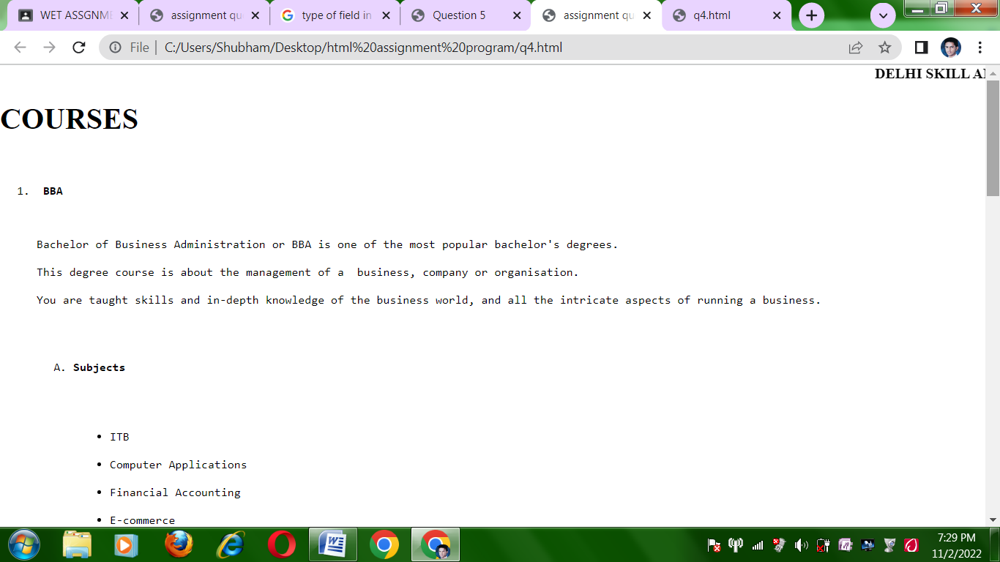 WET ASSGNME
assignment qu
type of field in
Question 5
assignment qu
q4.html
File
C:/Users/Shubham/Desktop/html%20assignment%20program/q4.html
DELHI SKILL
COURSES
1. BBA
Bachelor of Business Administration or BBA is one of the most popular bachelor's degrees.
This degree course is about the management of a  business, company or organisation.
You are taught skills and in-depth knowledge of the business world, and all the intricate aspects of running a business.
A. Subjects
• ITB
• Computer Applications
• Financial Accounting
• E-commerce
7:29 PM
11/2/2022